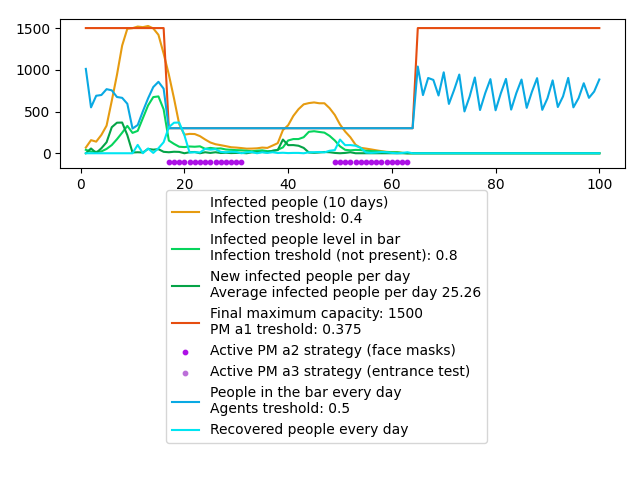 1500
1000
500
0
0 20 40 60 80 100
Infected people (10 days)
Infection treshold: 0.4
Infected people level in bar
Infection treshold (not present): 0.8
New infected people per day
Average infected people per day 25.26
Final maximum capacity: 1500
PM a1 treshold: 0.375
Active PM a2 strategy (face masks)
Active PM a3 strategy (entrance test)
People in the bar every day
Agents treshold: 0.5
Recovered people every day